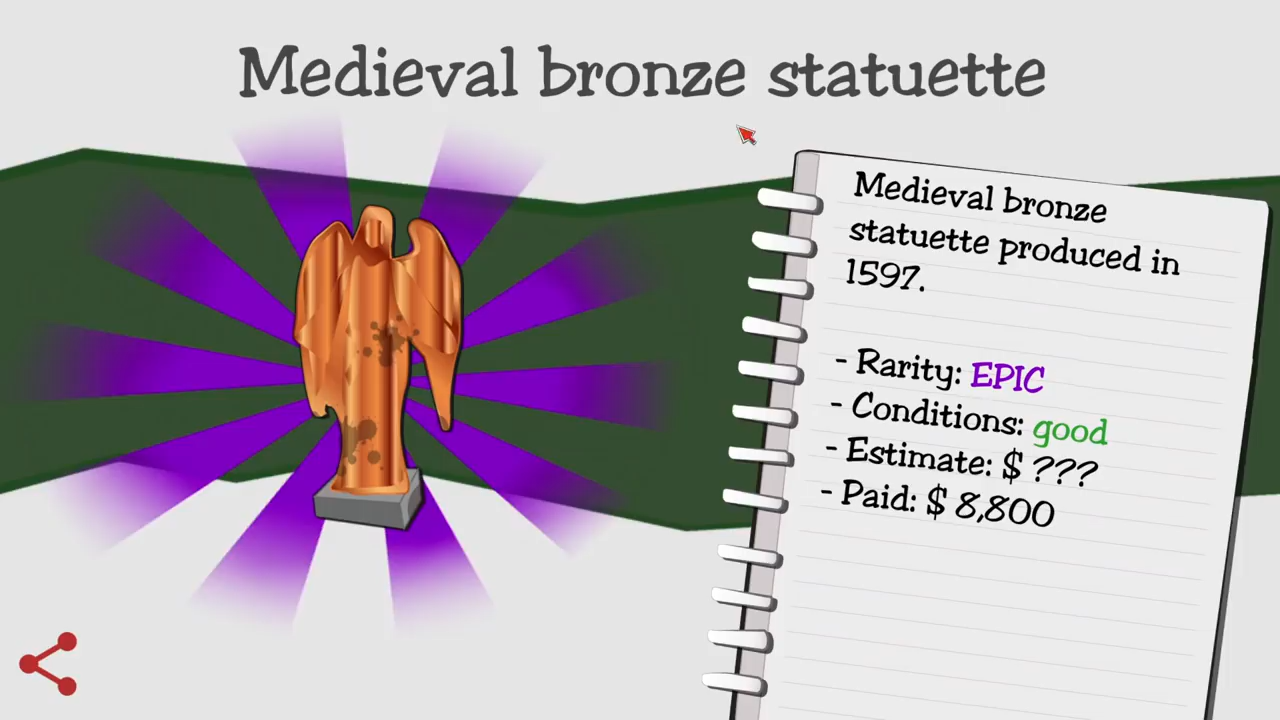 Medieval bronze statuette
Medieval bronze
statuette produced in
1597.
- Rarity: EPIC
- Conditions: good
- Estimate: $ ???
- Paid: $ 8,800